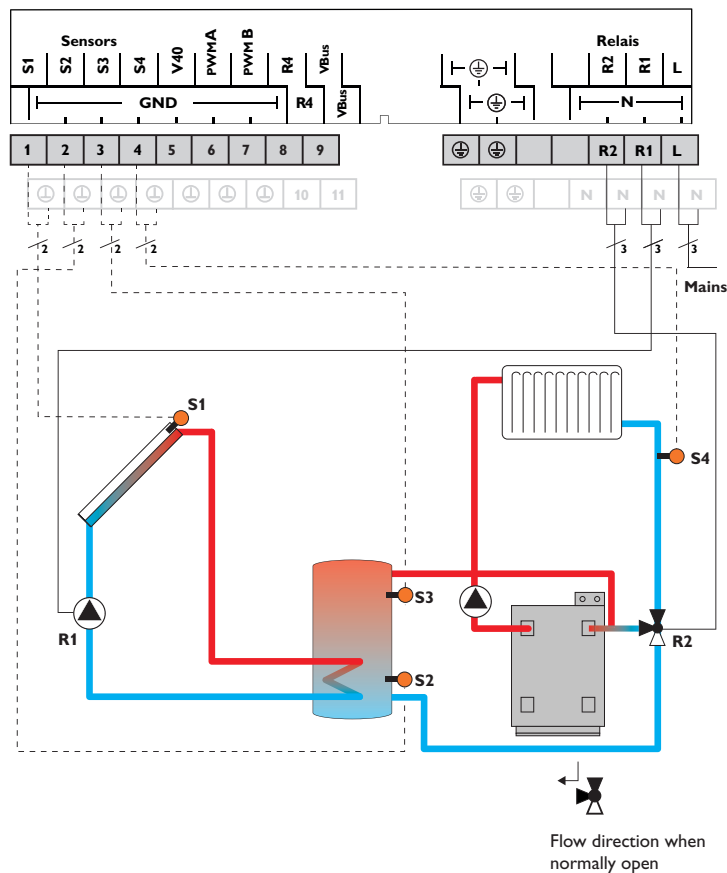 Sensors
Relais
S1 S2 S3 S4 V40 PWMA PWM B R4 VBus
R2 R1 L
GND R4 VBus
N
1 2 3 4 5 6 7 8 9
R2 R1 L
10 11
N N N N
2 2 2 2
3 3 3
Mains
S1
S4
S3
R1
R2
S2
Flow direction when
normally open